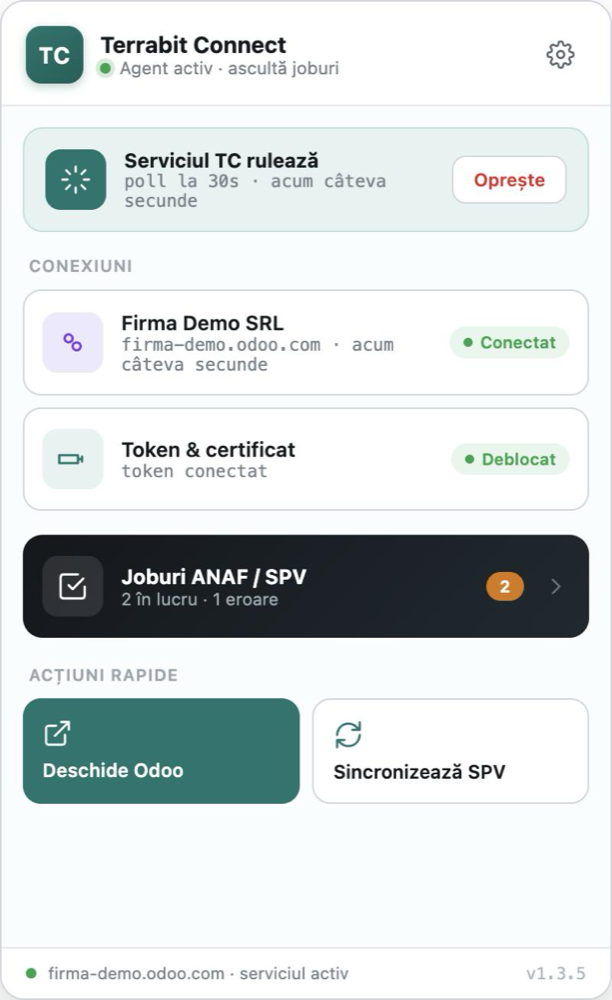 TC
Terrabit Connect
Agent activ · ascultă joburi
Serviciul TC rulează
poll la 30s · acum câteva
secunde
Oprește
CONEXIUNI
Firma Demo SRL
firma-demo.odoo.com · acum
câteva secunde
Conectat
Token & certificat
token conectat
Deblocat
Joburi ANAF / SPV
2 în lucru · 1 eroare
2
ACȚIUNI RAPIDE
Deschide Odoo
Sincronizează SPV
firma-demo.odoo.com · serviciul activ
v1.3.5